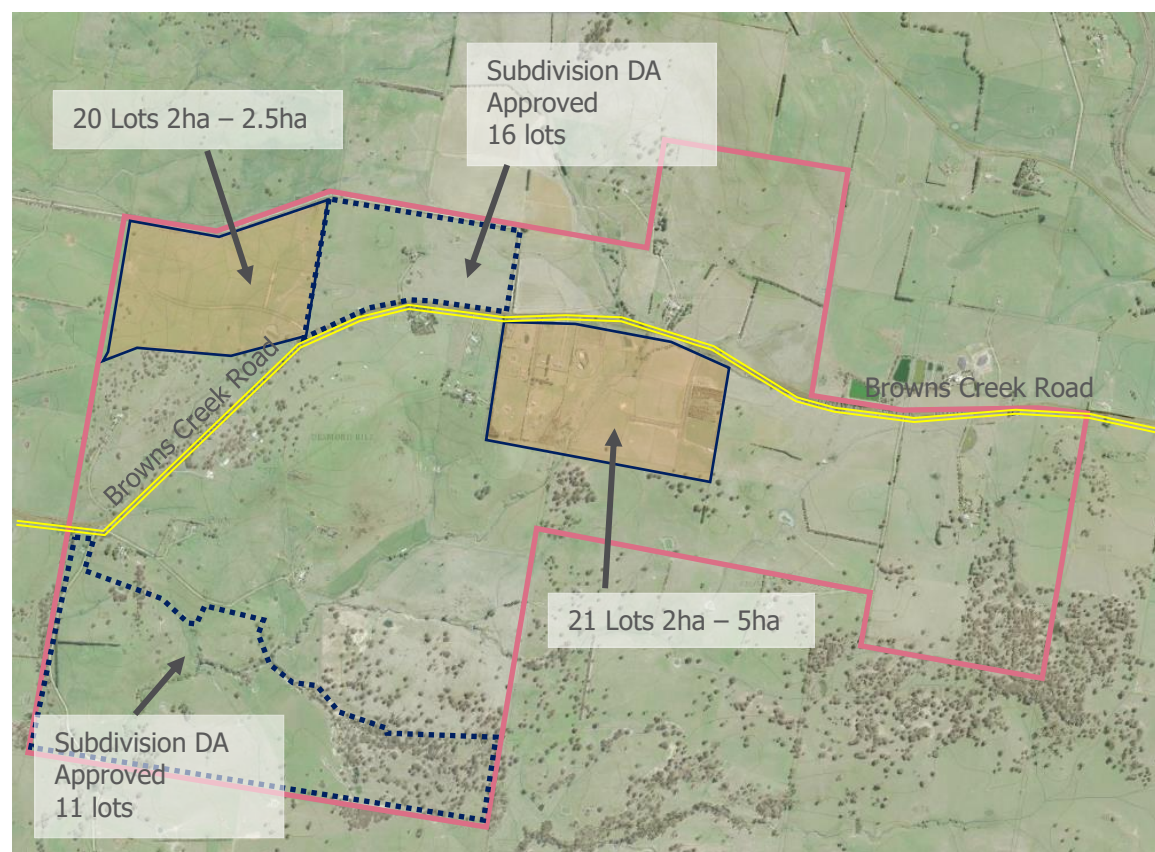 Subdivision DA
Approved
16 lots
20 Lots 2ha – 2.5ha
Browns Creek Road
Browns Creek Road
21 Lots 2ha – 5ha
Subdivision DA
Approved
11 lots